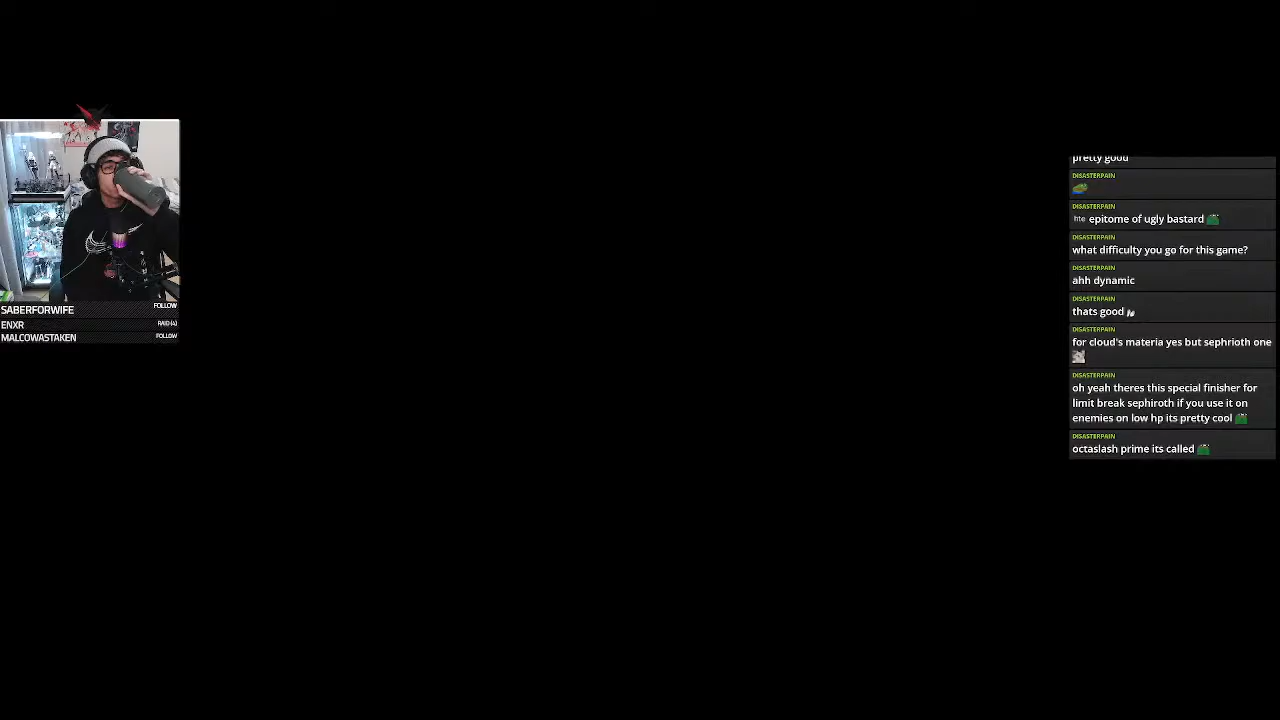 SABERFORWIFE FOLLOW
ENXR RAID (4)
MALCOWASTAKEN FOLLOW
pretty good
DISASTERPAIN
DISASTERPAIN
hte epitome of ugly bastard
DISASTERPAIN
what difficulty you go for this game?
DISASTERPAIN
ahh dynamic
DISASTERPAIN
thats good
DISASTERPAIN
for cloud's materia yes but sephrioth one
DISASTERPAIN
oh yeah theres this special finisher for
limit break sephiroth if you use it on
enemies on low hp its pretty cool
DISASTERPAIN
octaslash prime its called